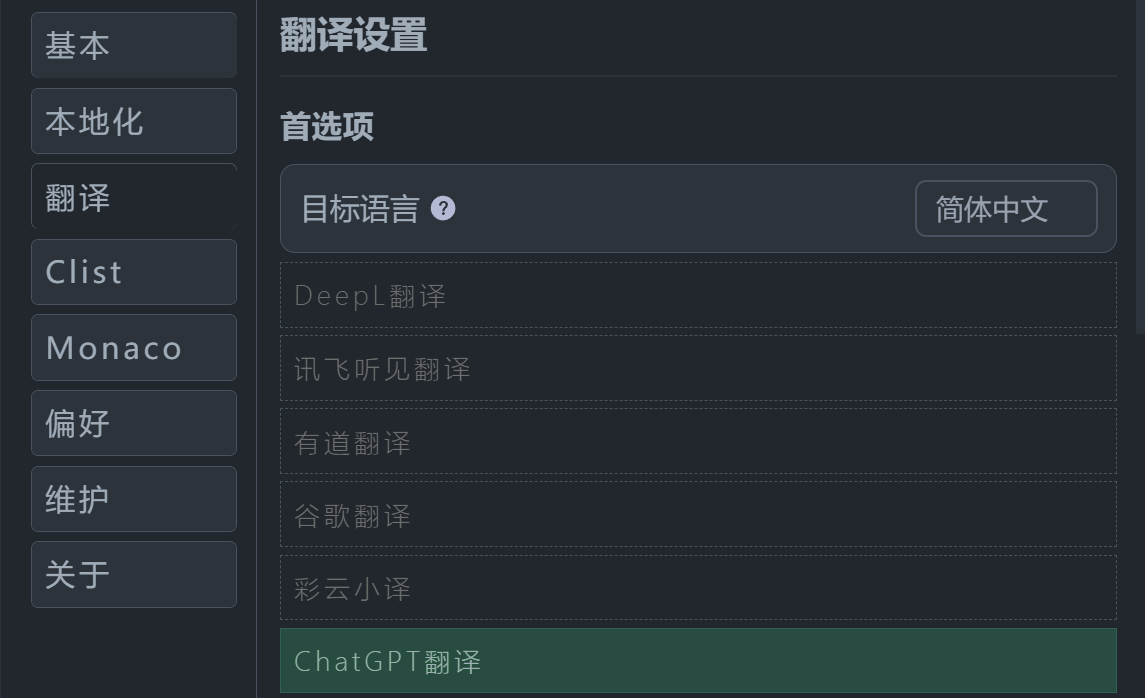 基本
本地化
翻译
Clist
Monaco
偏好
维护
关于
翻译设置
首选项
目标语言 ?
简体中文
DeepL翻译
讯飞听见翻译
有道翻译
谷歌翻译
彩云小译
ChatGPT翻译